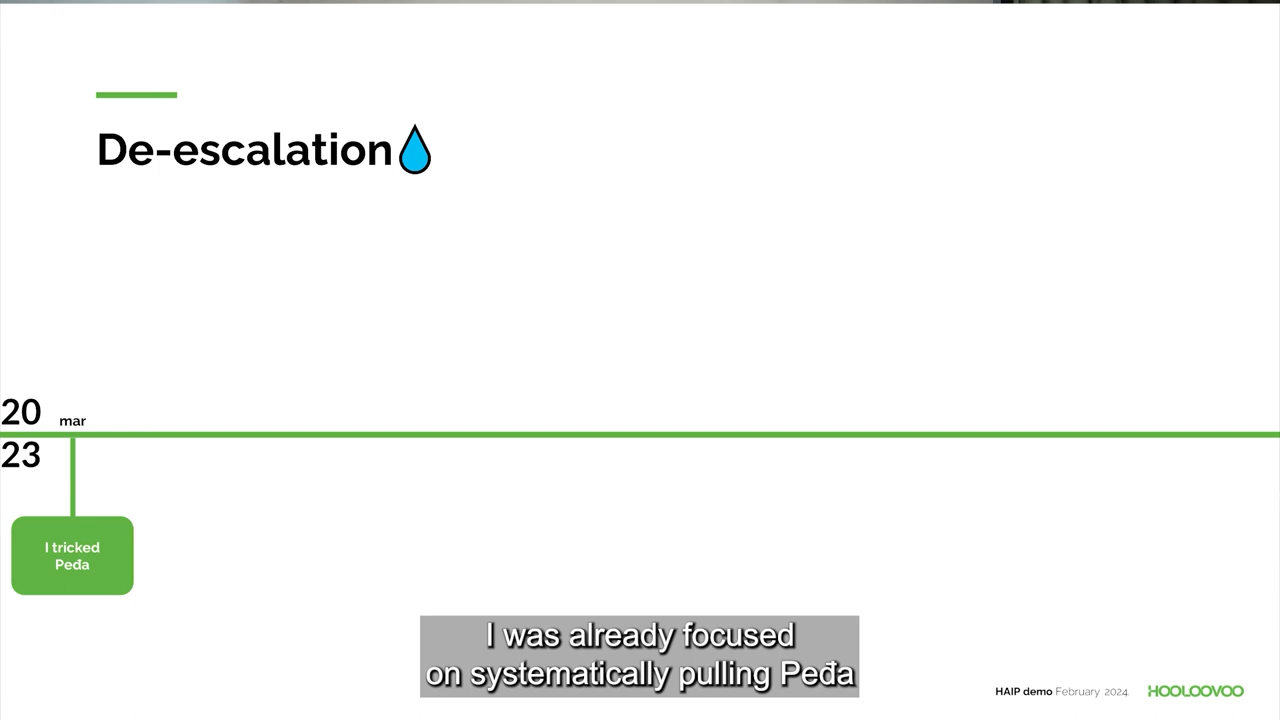 De-escalation
20 mar
23
I tricked
Peđa
I was already focused
on systematically pulling Peđa
HAIP demo February 2024.
HOOLOOVOO